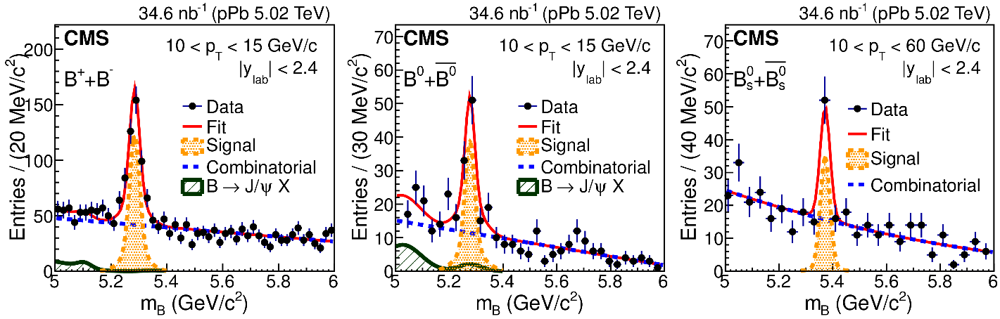 34.6 nb⁻¹ (pPb 5.02 TeV)
CMS
10 < p_T < 15 GeV/c
|y_lab| < 2.4
B⁺+B⁻
Data
Fit
Signal
Combinatorial
B → J/ψ X
Entries / (20 MeV/c²)
200
150
100
50
0
5 5.2 5.4 5.6 5.8 6
m_B (GeV/c²)
34.6 nb⁻¹ (pPb 5.02 TeV)
CMS
10 < p_T < 15 GeV/c
|y_lab| < 2.4
B⁰+B̅⁰
Data
Fit
Signal
Combinatorial
B → J/ψ X
Entries / (30 MeV/c²)
70
60
50
40
30
20
10
0
5 5.2 5.4 5.6 5.8 6
m_B (GeV/c²)
34.6 nb⁻¹ (pPb 5.02 TeV)
CMS
10 < p_T < 60 GeV/c
|y_lab| < 2.4
B_s⁰+B̅_s⁰
Data
Fit
Signal
Combinatorial
Entries / (40 MeV/c²)
70
60
50
40
30
20
10
0
5 5.2 5.4 5.6 5.8 6
m_B (GeV/c²)